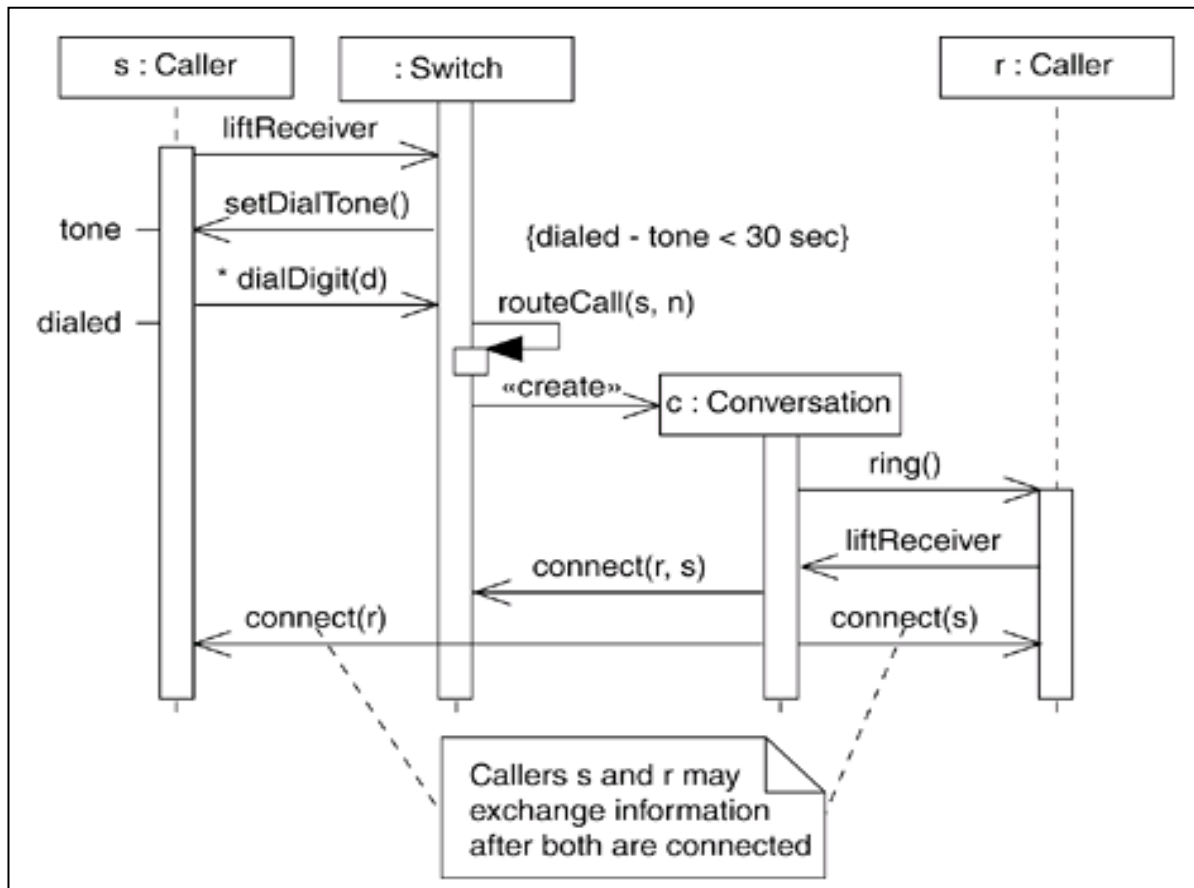 s : Caller
: Switch
r : Caller
liftReceiver
setDialTone()
tone
{dialed - tone < 30 sec}
* dialDigit(d)
routeCall(s, n)
dialed
«create»
c : Conversation
ring()
liftReceiver
connect(r, s)
connect(r)
connect(s)
Callers s and r may
exchange information
after both are connected